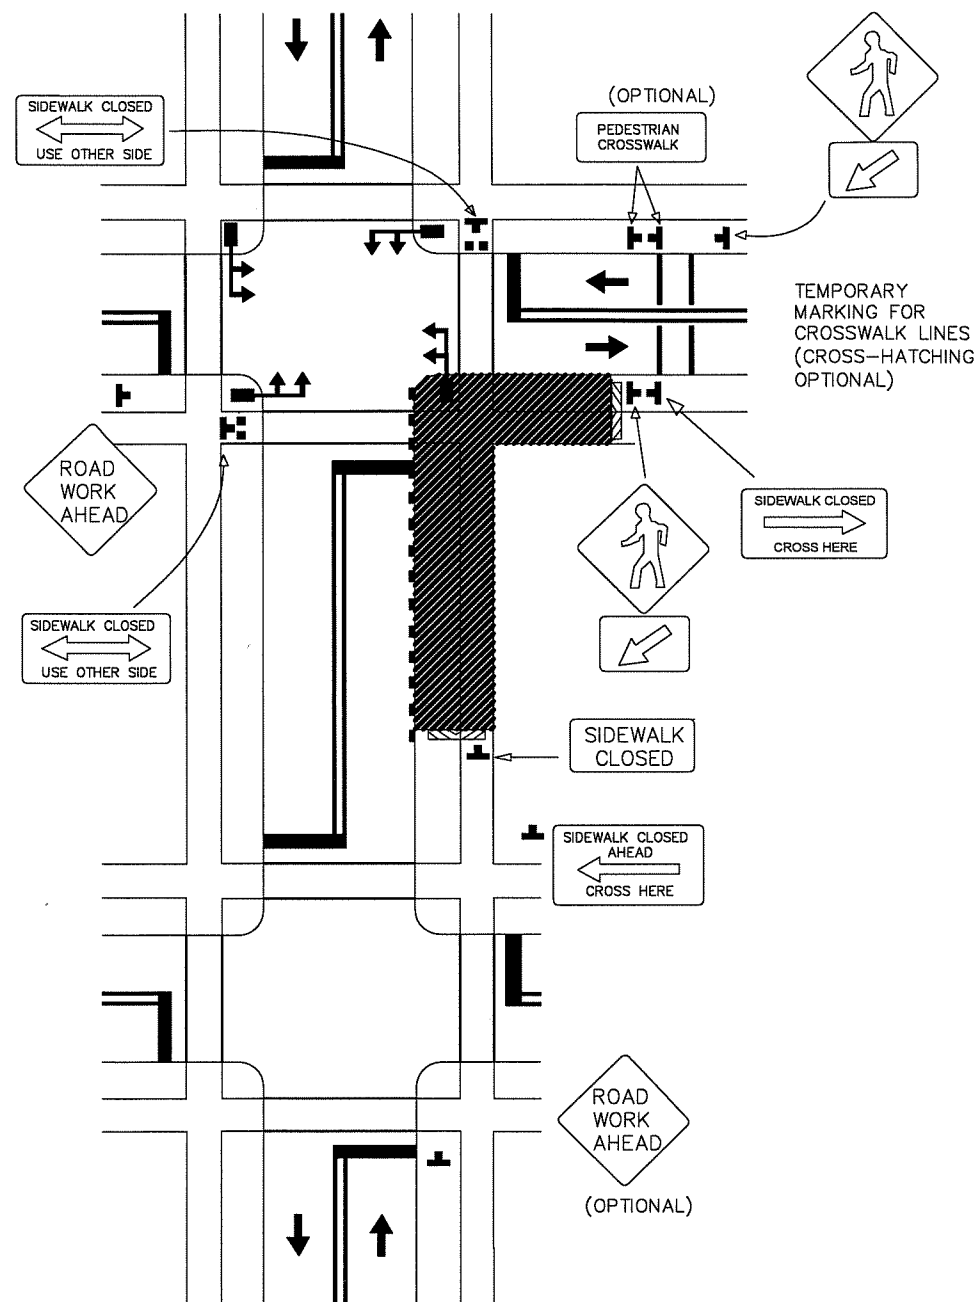 (OPTIONAL)
SIDEWALK CLOSED
USE OTHER SIDE
PEDESTRIAN
CROSSWALK
TEMPORARY
MARKING FOR
CROSSWALK LINES
(CROSS-HATCHING
OPTIONAL)
ROAD
WORK
AHEAD
SIDEWALK CLOSED
CROSS HERE
SIDEWALK CLOSED
USE OTHER SIDE
SIDEWALK
CLOSED
SIDEWALK CLOSED
AHEAD
CROSS HERE
ROAD
WORK
AHEAD
(OPTIONAL)